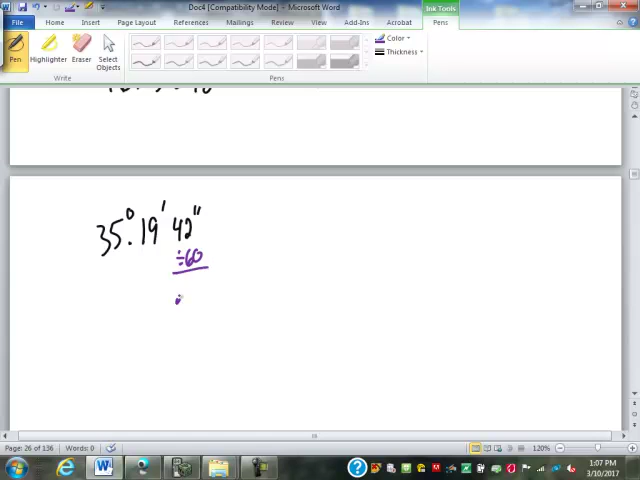 Doc4 [Compatibility Mode] - Microsoft Word
Ink Tools
File Home Insert Page Layout References Mailings Review View Add-Ins Acrobat Pens
Pen Highlighter Eraser Select Objects
Color
Thickness
Write Pens
35°. 19' 42"
÷60
Page: 26 of 136 Words: 0 120%
1:07 PM
3/10/2017